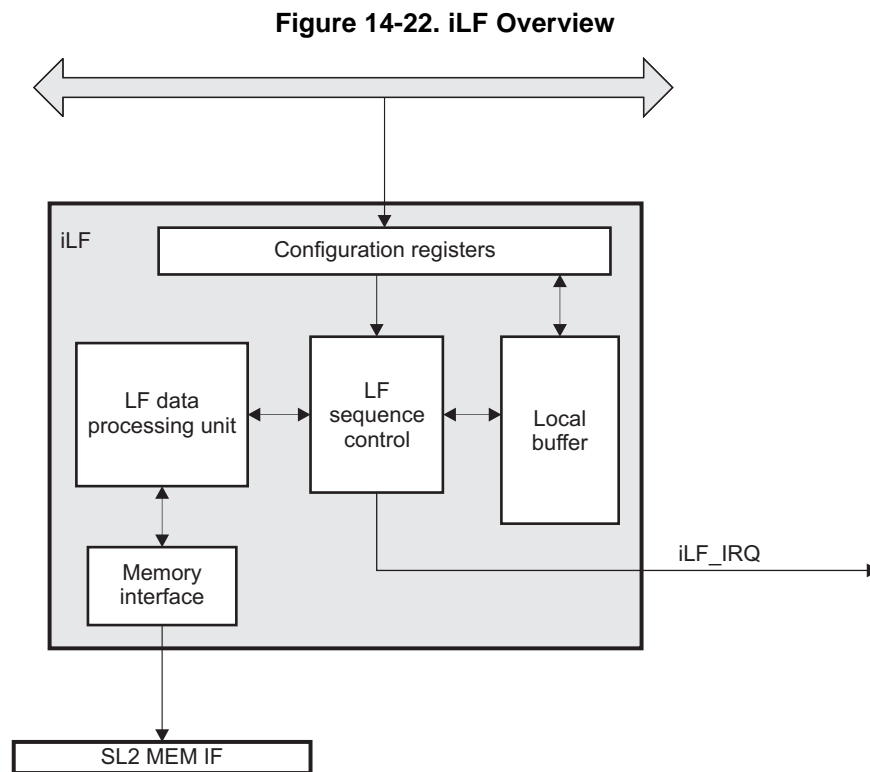 Figure 14-22. iLF Overview
iLF
Configuration registers
LF data
processing unit
LF
sequence
control
Local
buffer
Memory
interface
iLF_IRQ
SL2 MEM IF